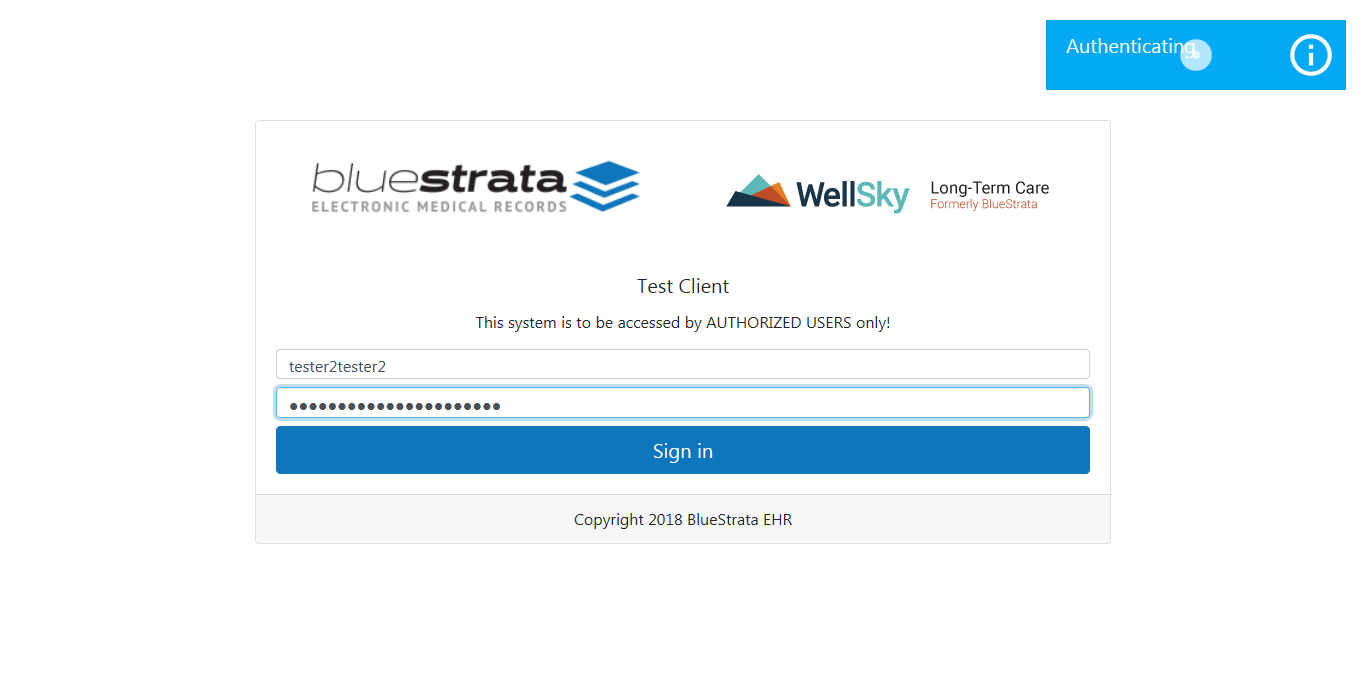 Authenticating
bluestrata
ELECTRONIC MEDICAL RECORDS
WellSky
Long-Term Care
Formerly BlueStrata
Test Client
This system is to be accessed by AUTHORIZED USERS only!
tester2tester2
●●●●●●●●●●●●●●●●●●●●●●
Sign in
Copyright 2018 BlueStrata EHR